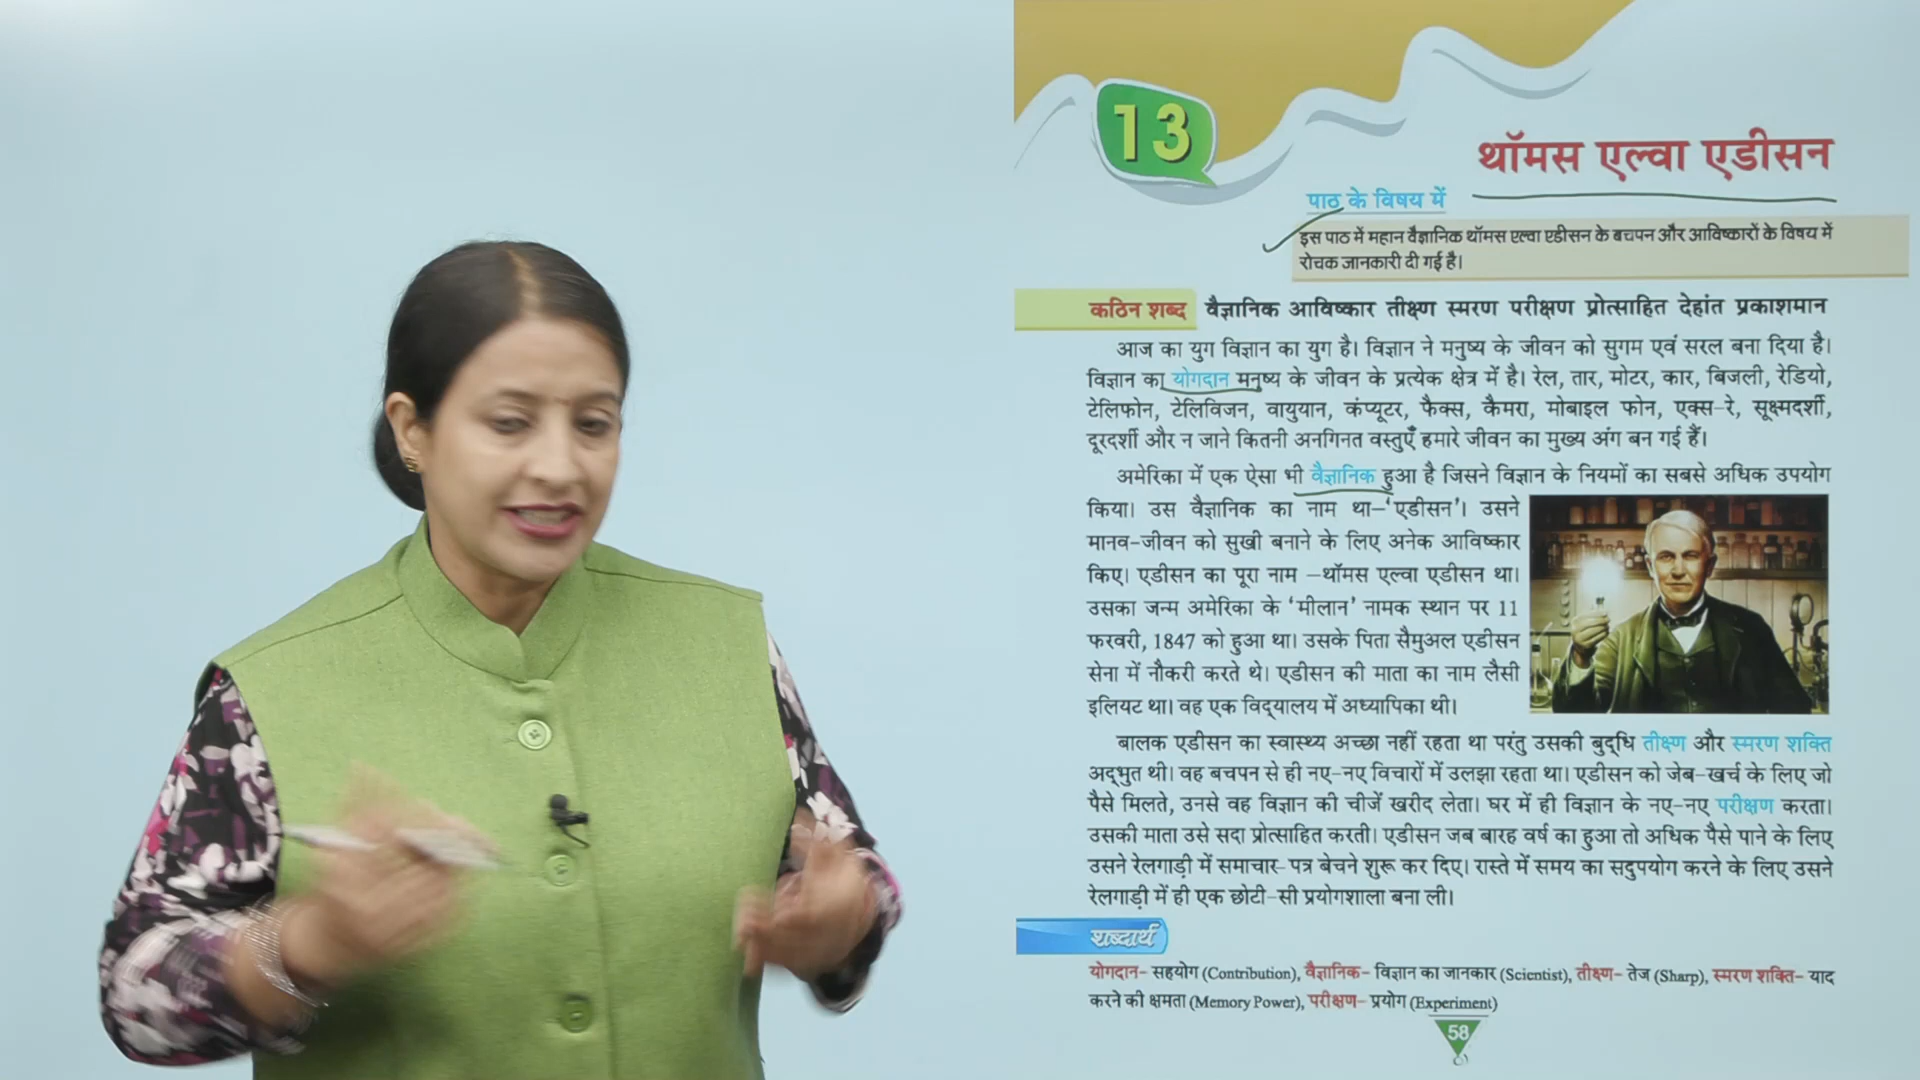 13
थॉमस एल्वा एडीसन
पाठ के विषय में
इस पाठ में महान वैज्ञानिक थॉमस एल्वा एडीसन के बचपन और आविष्कारों के विषय में
रोचक जानकारी दी गई है।
कठिन शब्द वैज्ञानिक आविष्कार तीक्ष्ण स्मरण परीक्षण प्रोत्साहित देहांत प्रकाशमान
आज का युग विज्ञान का युग है। विज्ञान ने मनुष्य के जीवन को सुगम एवं सरल बना दिया है।
विज्ञान का योगदान मनुष्य के जीवन के प्रत्येक क्षेत्र में है। रेल, तार, मोटर, कार, बिजली, रेडियो,
टेलिफोन, टेलिविजन, वायुयान, कंप्यूटर, फैक्स, कैमरा, मोबाइल फोन, एक्स-रे, सूक्ष्मदर्शी,
दूरदर्शी और न जाने कितनी अनगिनत वस्तुएँ हमारे जीवन का मुख्य अंग बन गई हैं।
अमेरिका में एक ऐसा भी वैज्ञानिक हुआ है जिसने विज्ञान के नियमों का सबसे अधिक उपयोग
किया। उस वैज्ञानिक का नाम था–‘एडीसन’। उसने
मानव-जीवन को सुखी बनाने के लिए अनेक आविष्कार
किए। एडीसन का पूरा नाम –थॉमस एल्वा एडीसन था।
उसका जन्म अमेरिका के ‘मीलान’ नामक स्थान पर 11
फरवरी, 1847 को हुआ था। उसके पिता सैमुअल एडीसन
सेना में नौकरी करते थे। एडीसन की माता का नाम लैसी
इलियट था। वह एक विद्यालय में अध्यापिका थी।
बालक एडीसन का स्वास्थ्य अच्छा नहीं रहता था परंतु उसकी बुद्धि तीक्ष्ण और स्मरण शक्ति
अद्भुत थी। वह बचपन से ही नए-नए विचारों में उलझा रहता था। एडीसन को जेब-खर्च के लिए जो
पैसे मिलते, उनसे वह विज्ञान की चीजें खरीद लेता। घर में ही विज्ञान के नए-नए परीक्षण करता।
उसकी माता उसे सदा प्रोत्साहित करती। एडीसन जब बारह वर्ष का हुआ तो अधिक पैसे पाने के लिए
उसने रेलगाड़ी में समाचार-पत्र बेचने शुरू कर दिए। रास्ते में समय का सदुपयोग करने के लिए उसने
रेलगाड़ी में ही एक छोटी-सी प्रयोगशाला बना ली।
शब्दार्थ
योगदान– सहयोग (Contribution), वैज्ञानिक– विज्ञान का जानकार (Scientist), तीक्ष्ण– तेज (Sharp), स्मरण शक्ति– याद
करने की क्षमता (Memory Power), परीक्षण– प्रयोग (Experiment)
58